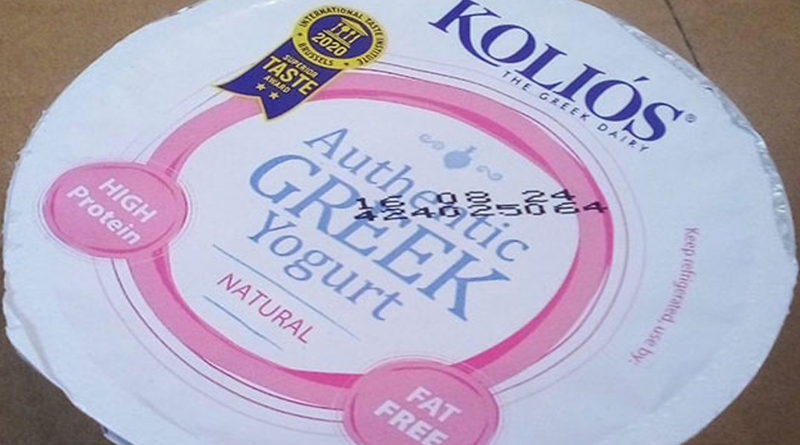 KOLIÓS®
THE GREEK DAIRY
INTERNATIONAL TASTE INSTITUTE
2020
BRUSSELS
SUPERIOR
TASTE
AWARD
Authentic
GREEK
Yogurt
NATURAL
16 08 24
HIGH
Protein
FAT
FREE
Keep refrigerated, use by: